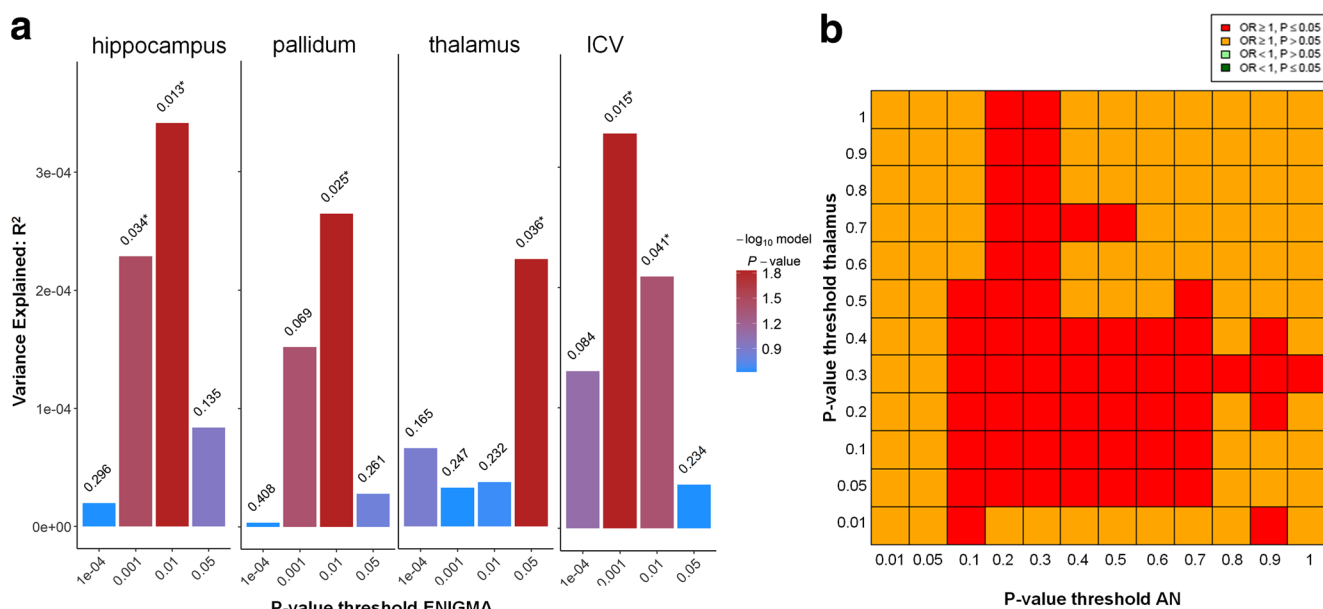 a
hippocampus
pallidum
thalamus
ICV
Variance Explained: R²
3e-04
2e-04
1e-04
0e+00
0.296
0.034*
0.013*
0.135
0.408
0.069
0.025*
0.261
0.165
0.247
0.232
0.036*
0.084
0.015*
0.041*
0.234
1e-04 0.001 0.01 0.05
1e-04 0.001 0.01 0.05
1e-04 0.001 0.01 0.05
1e-04 0.001 0.01 0.05
P-value threshold ENIGMA
−log₁₀ model
P − value
1.8
1.5
1.2
0.9
b
OR ≥ 1, P ≤ 0.05
OR ≥ 1, P > 0.05
OR < 1, P > 0.05
OR < 1, P ≤ 0.05
P-value threshold thalamus
1
0.9
0.8
0.7
0.6
0.5
0.4
0.3
0.2
0.1
0.05
0.01
0.01 0.05 0.1 0.2 0.3 0.4 0.5 0.6 0.7 0.8 0.9 1
P-value threshold AN